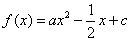 f(x) = ax² − 1/2 x + c